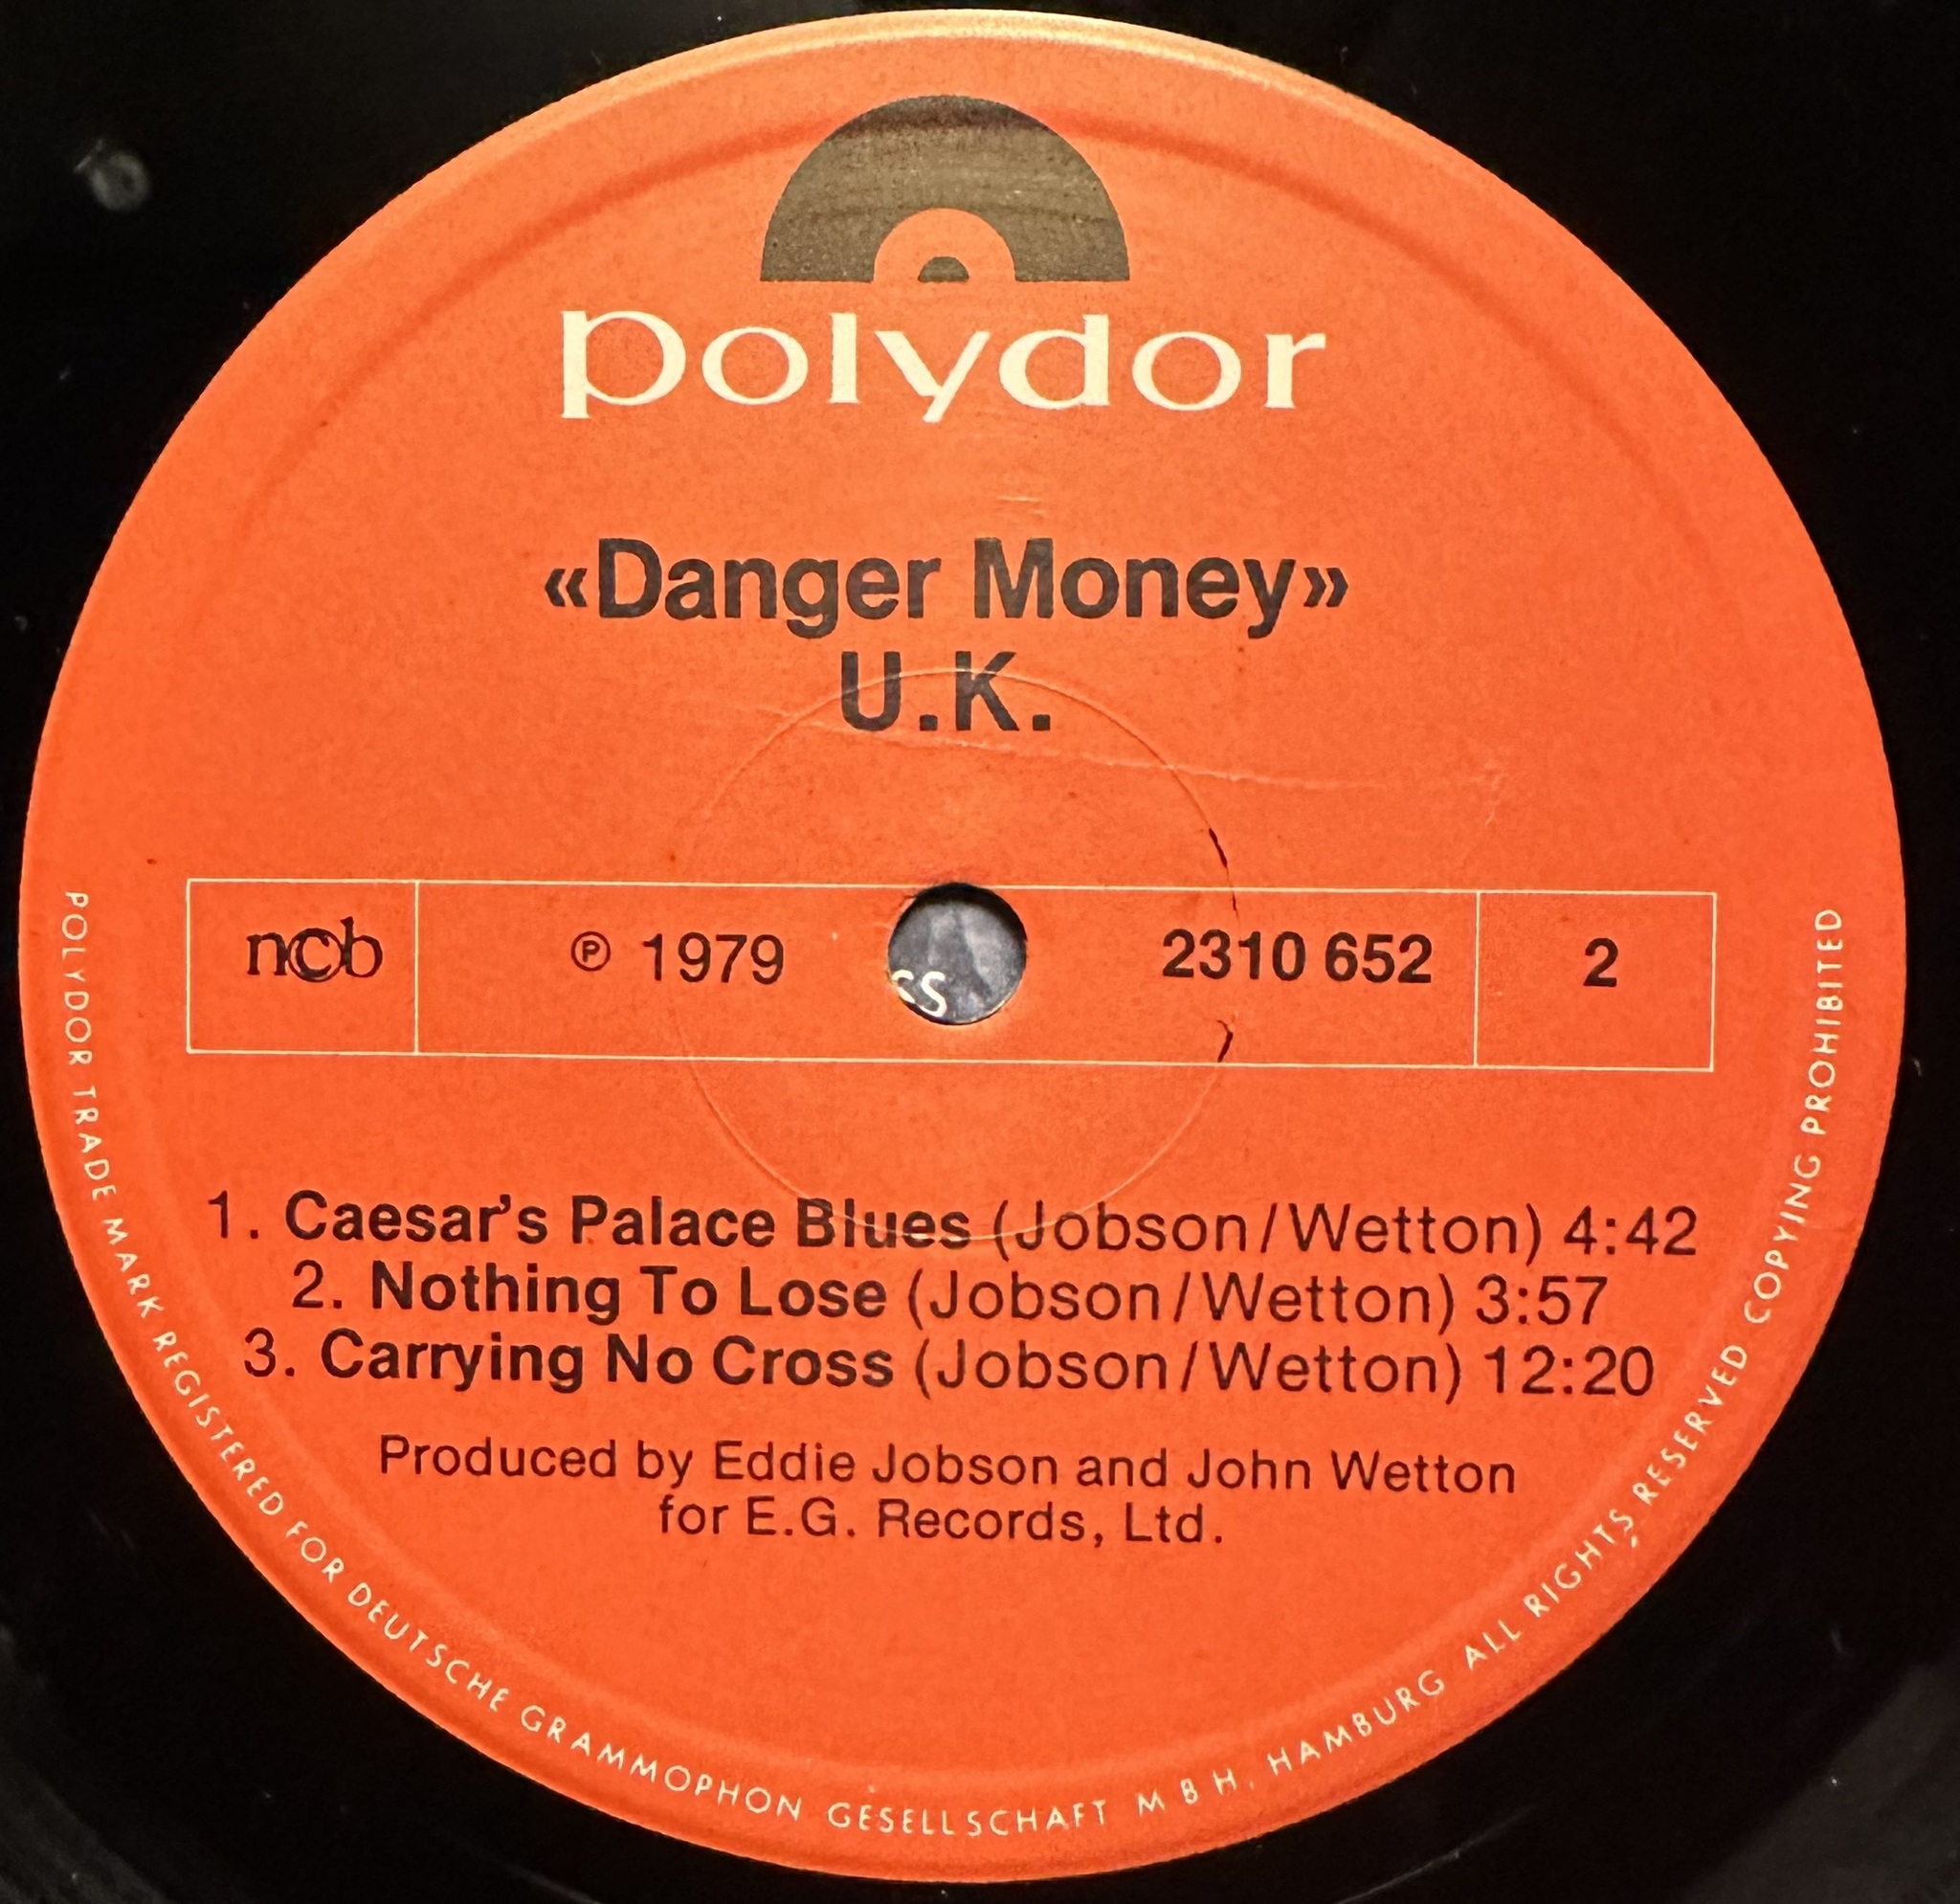 polydor
«Danger Money»
U.K.
ncb
℗ 1979
2310 652
2
1. Caesar's Palace Blues (Jobson/Wetton) 4:42
2. Nothing To Lose (Jobson/Wetton) 3:57
3. Carrying No Cross (Jobson/Wetton) 12:20
Produced by Eddie Jobson and John Wetton
for E.G. Records, Ltd.
POLYDOR TRADE MARK REGISTERED FOR DEUTSCHE GRAMMOPHON GESELLSCHAFT M B H. HAMBURG ALL RIGHTS RESERVED COPYING PROHIBITED